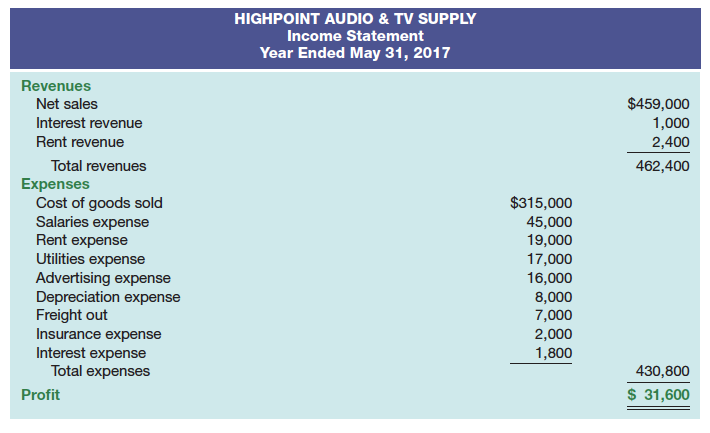 HIGHPOINT AUDIO & TV SUPPLY
Income Statement
Year Ended May 31, 2017
Revenues
Net sales $459,000
Interest revenue 1,000
Rent revenue 2,400
Total revenues 462,400
Expenses
Cost of goods sold $315,000
Salaries expense 45,000
Rent expense 19,000
Utilities expense 17,000
Advertising expense 16,000
Depreciation expense 8,000
Freight out 7,000
Insurance expense 2,000
Interest expense 1,800
Total expenses 430,800
Profit $ 31,600